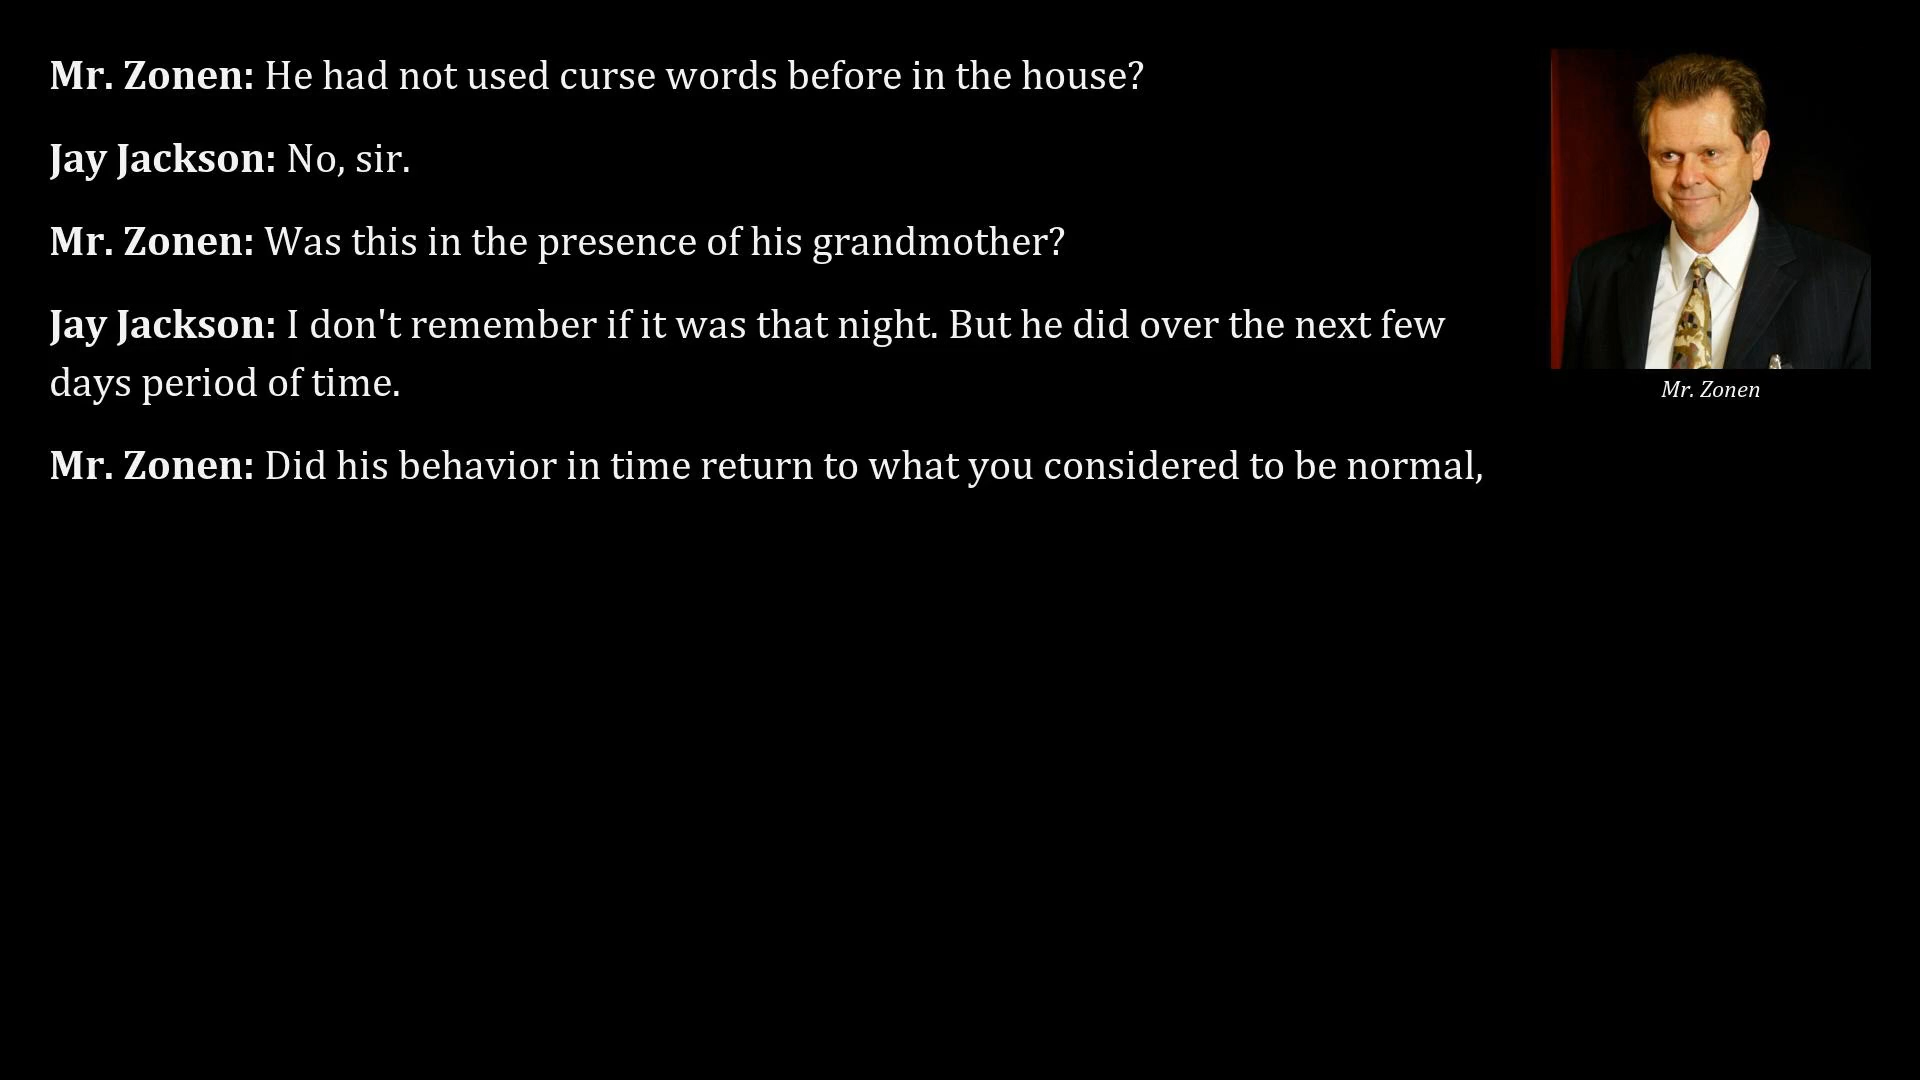 Mr. Zonen: He had not used curse words before in the house?
Jay Jackson: No, sir.
Mr. Zonen: Was this in the presence of his grandmother?
Jay Jackson: I don't remember if it was that night. But he did over the next few
days period of time.
Mr. Zonen: Did his behavior in time return to what you considered to be normal,
Mr. Zonen